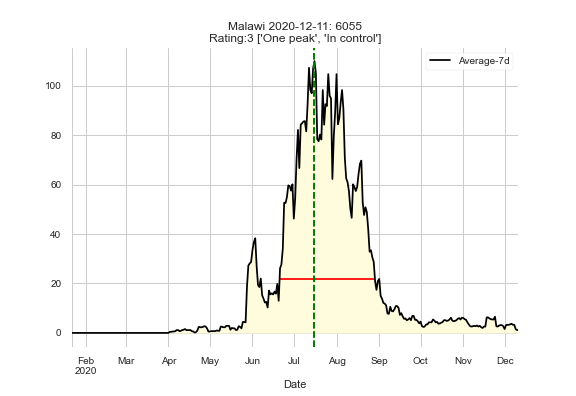 Malawi 2020-12-11: 6055
Rating:3 ['One peak', 'In control']
Average-7d
100
80
60
40
20
0
Feb Mar Apr May Jun Jul Aug Sep Oct Nov Dec
2020
Date